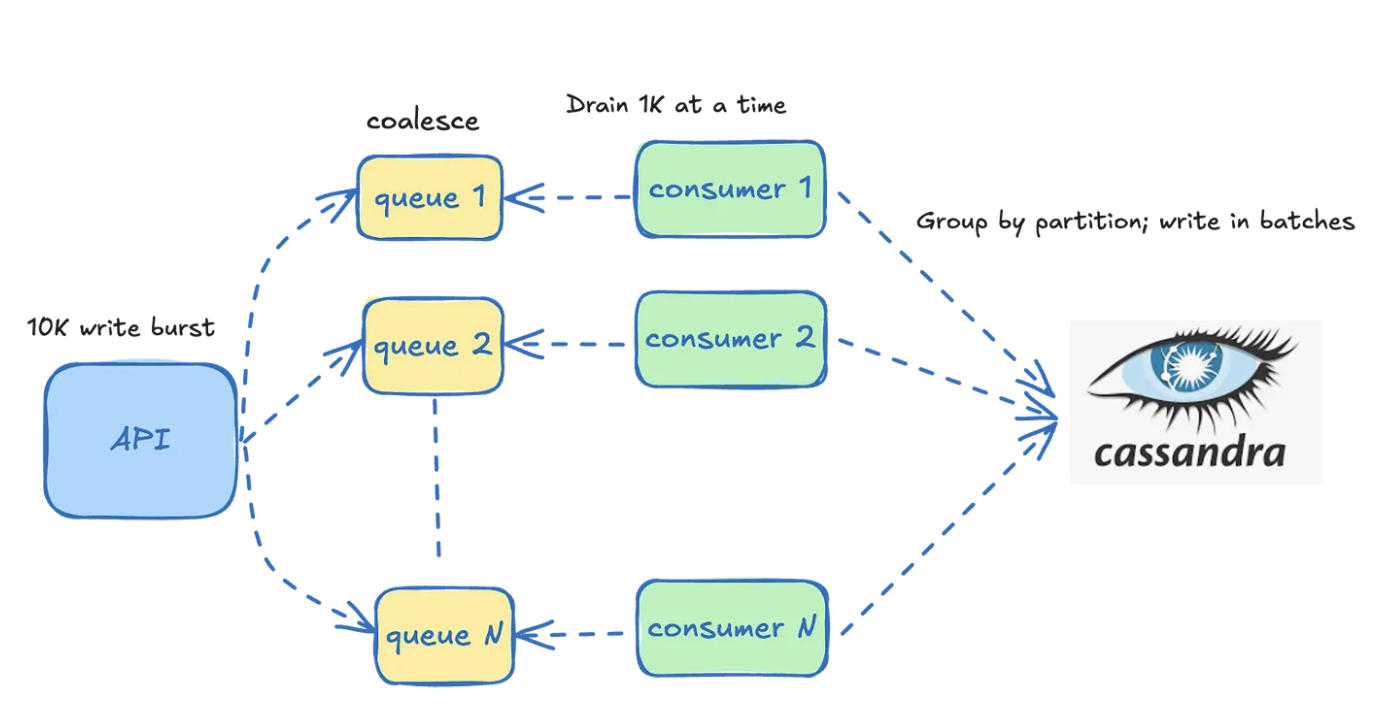 coalesce
Drain 1K at a time
queue 1
consumer 1
Group by partition; write in batches
10K write burst
queue 2
consumer 2
API
cassandra
queue N
consumer N